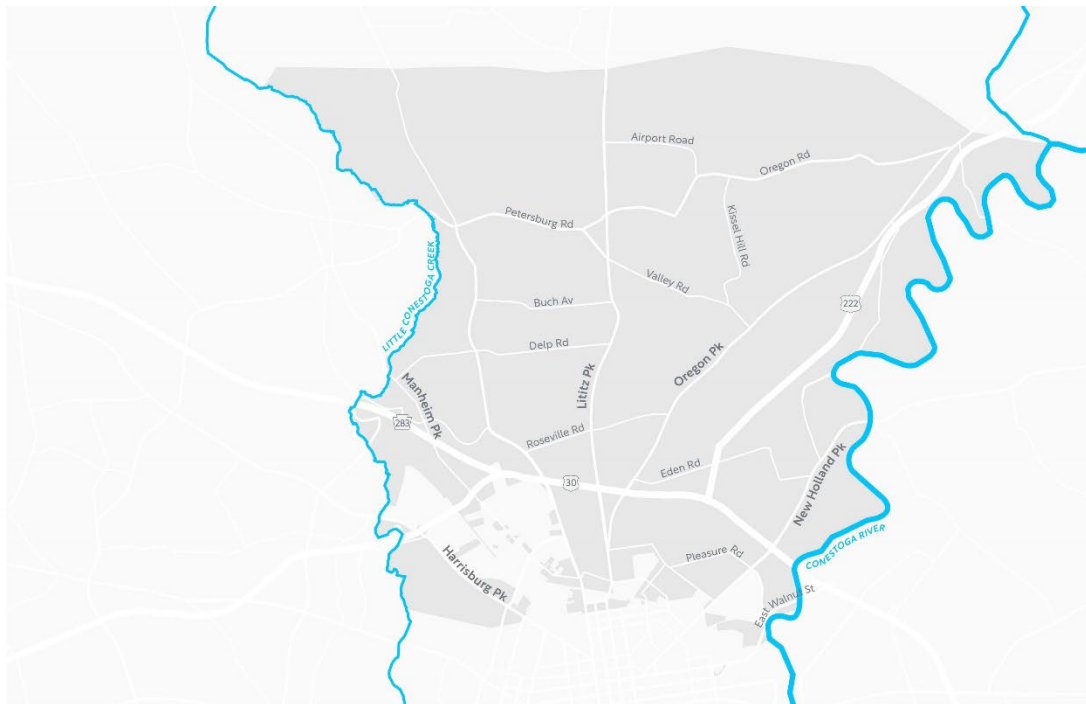 Airport Road
Oregon Rd
Petersburg Rd
Kissel Hill Rd
LITTLE CONESTOGA CREEK
Valley Rd
Buch Av
222
Delp Rd
Oregon Pk
Manheim Pk
Lititz Pk
283
Roseville Rd
Eden Rd
New Holland Pk
30
CONESTOGA RIVER
Harrisburg Pk
Pleasure Rd
East Walnut St